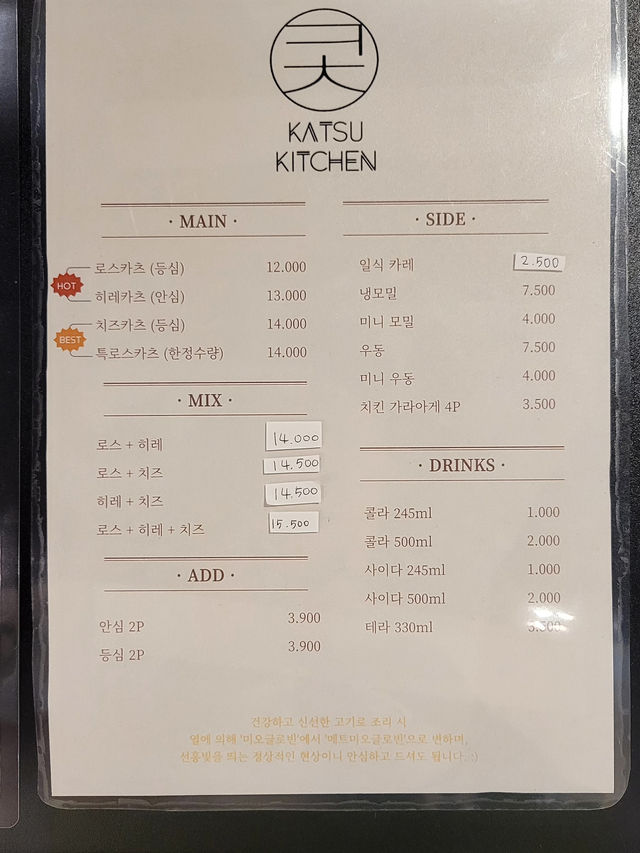 KATSU
KITCHEN
· MAIN ·
HOT
로스카츠 (등심) 12.000
히레카츠 (안심) 13.000
BEST
치즈카츠 (등심) 14.000
특로스카츠 (한정수량) 14.000
· MIX ·
로스 + 히레 14.000
로스 + 치즈 14.500
히레 + 치즈 14.500
로스 + 히레 + 치즈 15.500
· ADD ·
안심 2P 3.900
등심 2P 3.900
· SIDE ·
일식 카레 2.500
냉모밀 7.500
미니 모밀 4.000
우동 7.500
미니 우동 4.000
치킨 가라아게 4P 3.500
· DRINKS ·
콜라 245ml 1.000
콜라 500ml 2.000
사이다 245ml 1.000
사이다 500ml 2.000
테라 330ml
건강하고 신선한 고기로 조리 시
열에 의해 '미오글로빈'에서 '메트미오글로빈'으로 변하며,
선홍빛을 띄는 정상적인 현상이니 안심하고 드셔도 됩니다. :)